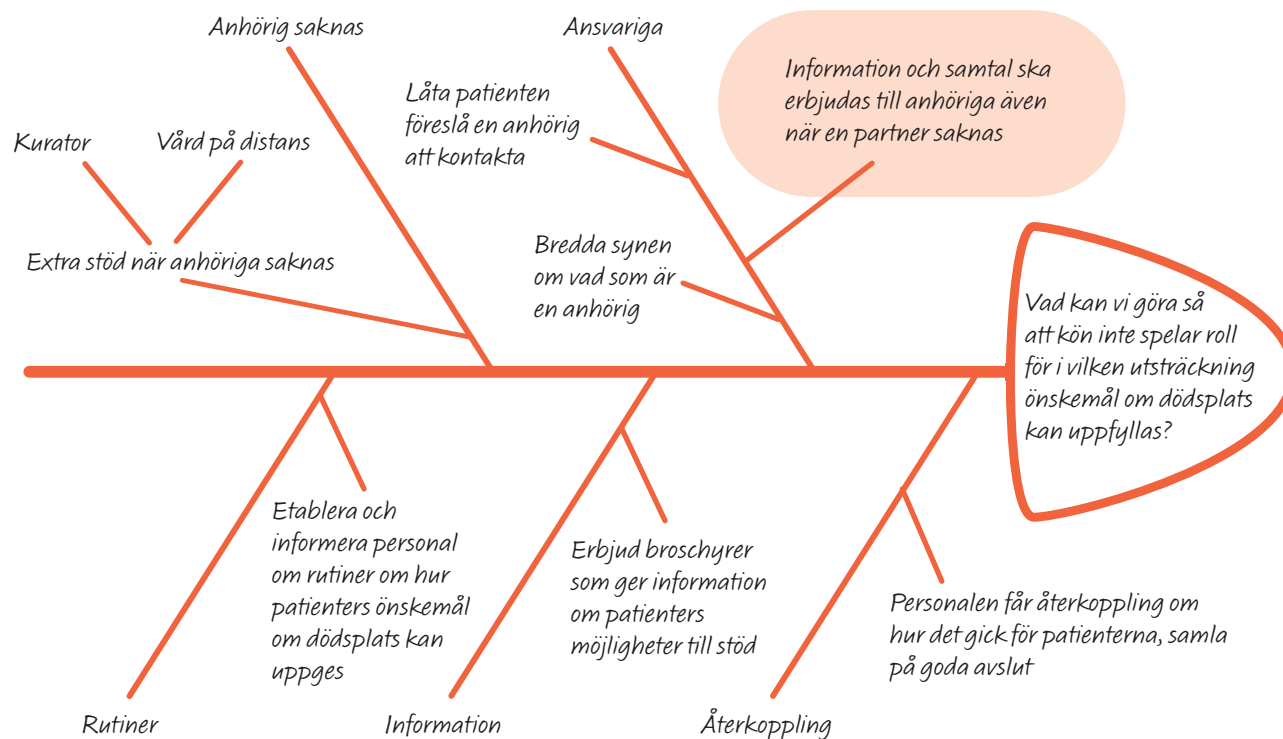 Anhörig saknas
Ansvariga
Information och samtal ska
erbjudas till anhöriga även
när en partner saknas
Låta patienten
föreslå en anhörig
att kontakta
Kurator
Vård på distans
Extra stöd när anhöriga saknas
Bredda synen
om vad som är
en anhörig
Vad kan vi göra så
att kön inte spelar roll
för i vilken utsträckning
önskemål om dödsplats
kan uppfyllas?
Etablera och
informera personal
om rutiner om hur
patienters önskemål
om dödsplats kan
uppges
Erbjud broschyrer
som ger information
om patienters
möjligheter till stöd
Personalen får återkoppling om
hur det gick för patienterna, samla
på goda avslut
Rutiner
Information
Återkoppling